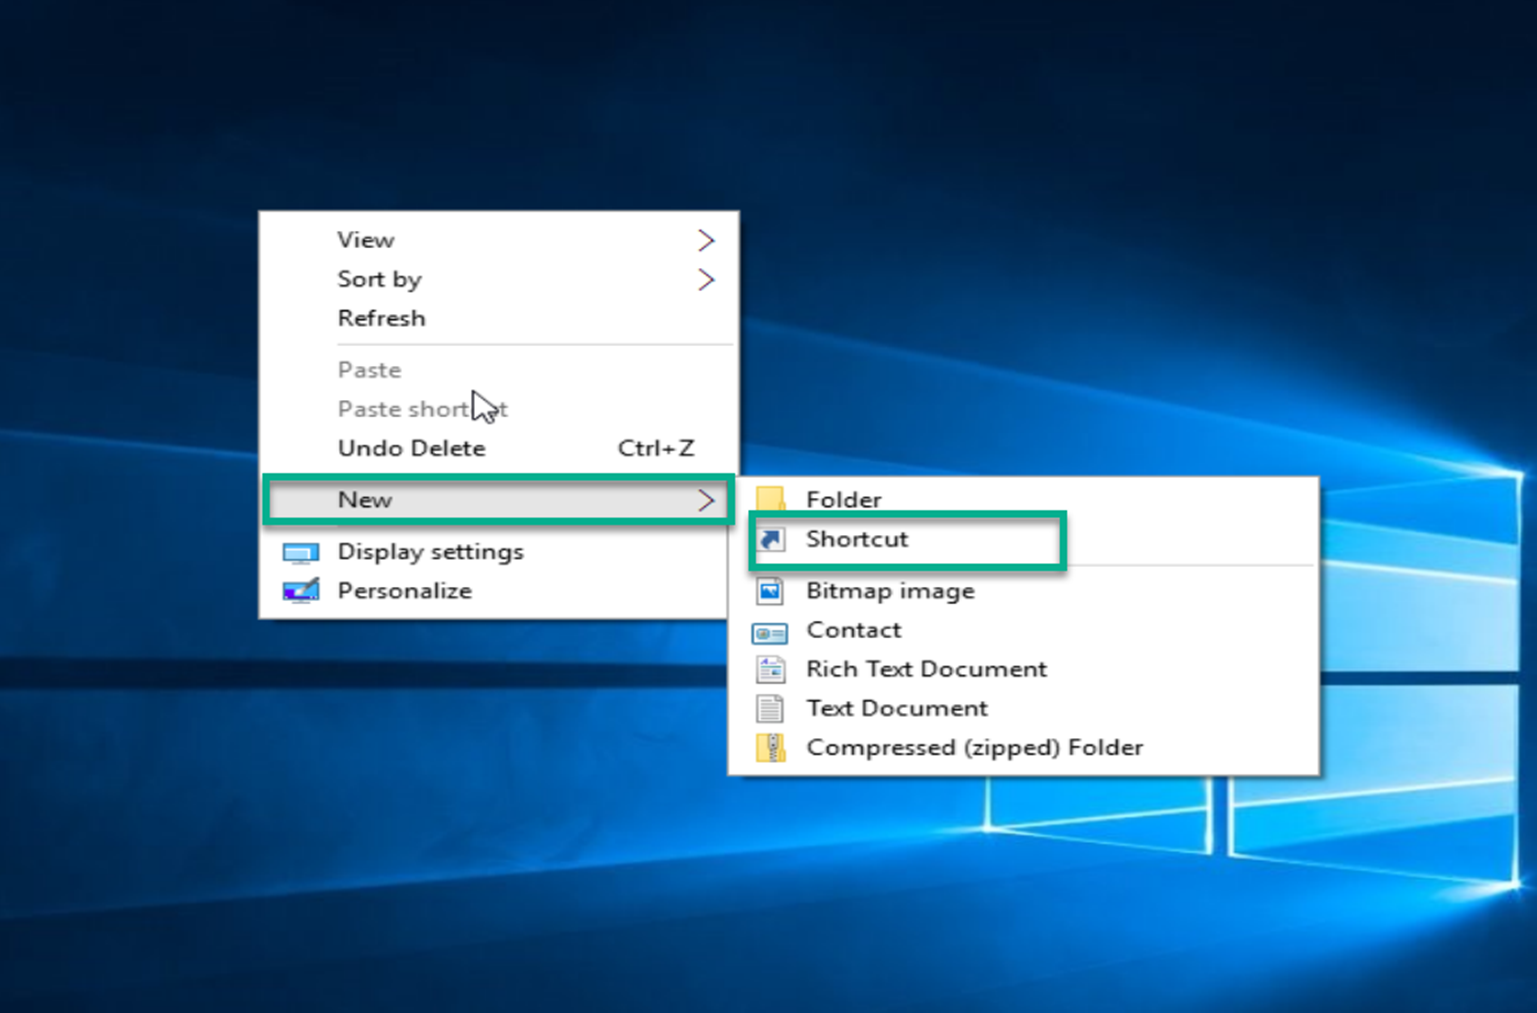 View
Sort by
Refresh
Paste
Paste short t
Undo Delete Ctrl+Z
New
Display settings
Personalize
Folder
Shortcut
Bitmap image
Contact
Rich Text Document
Text Document
Compressed (zipped) Folder